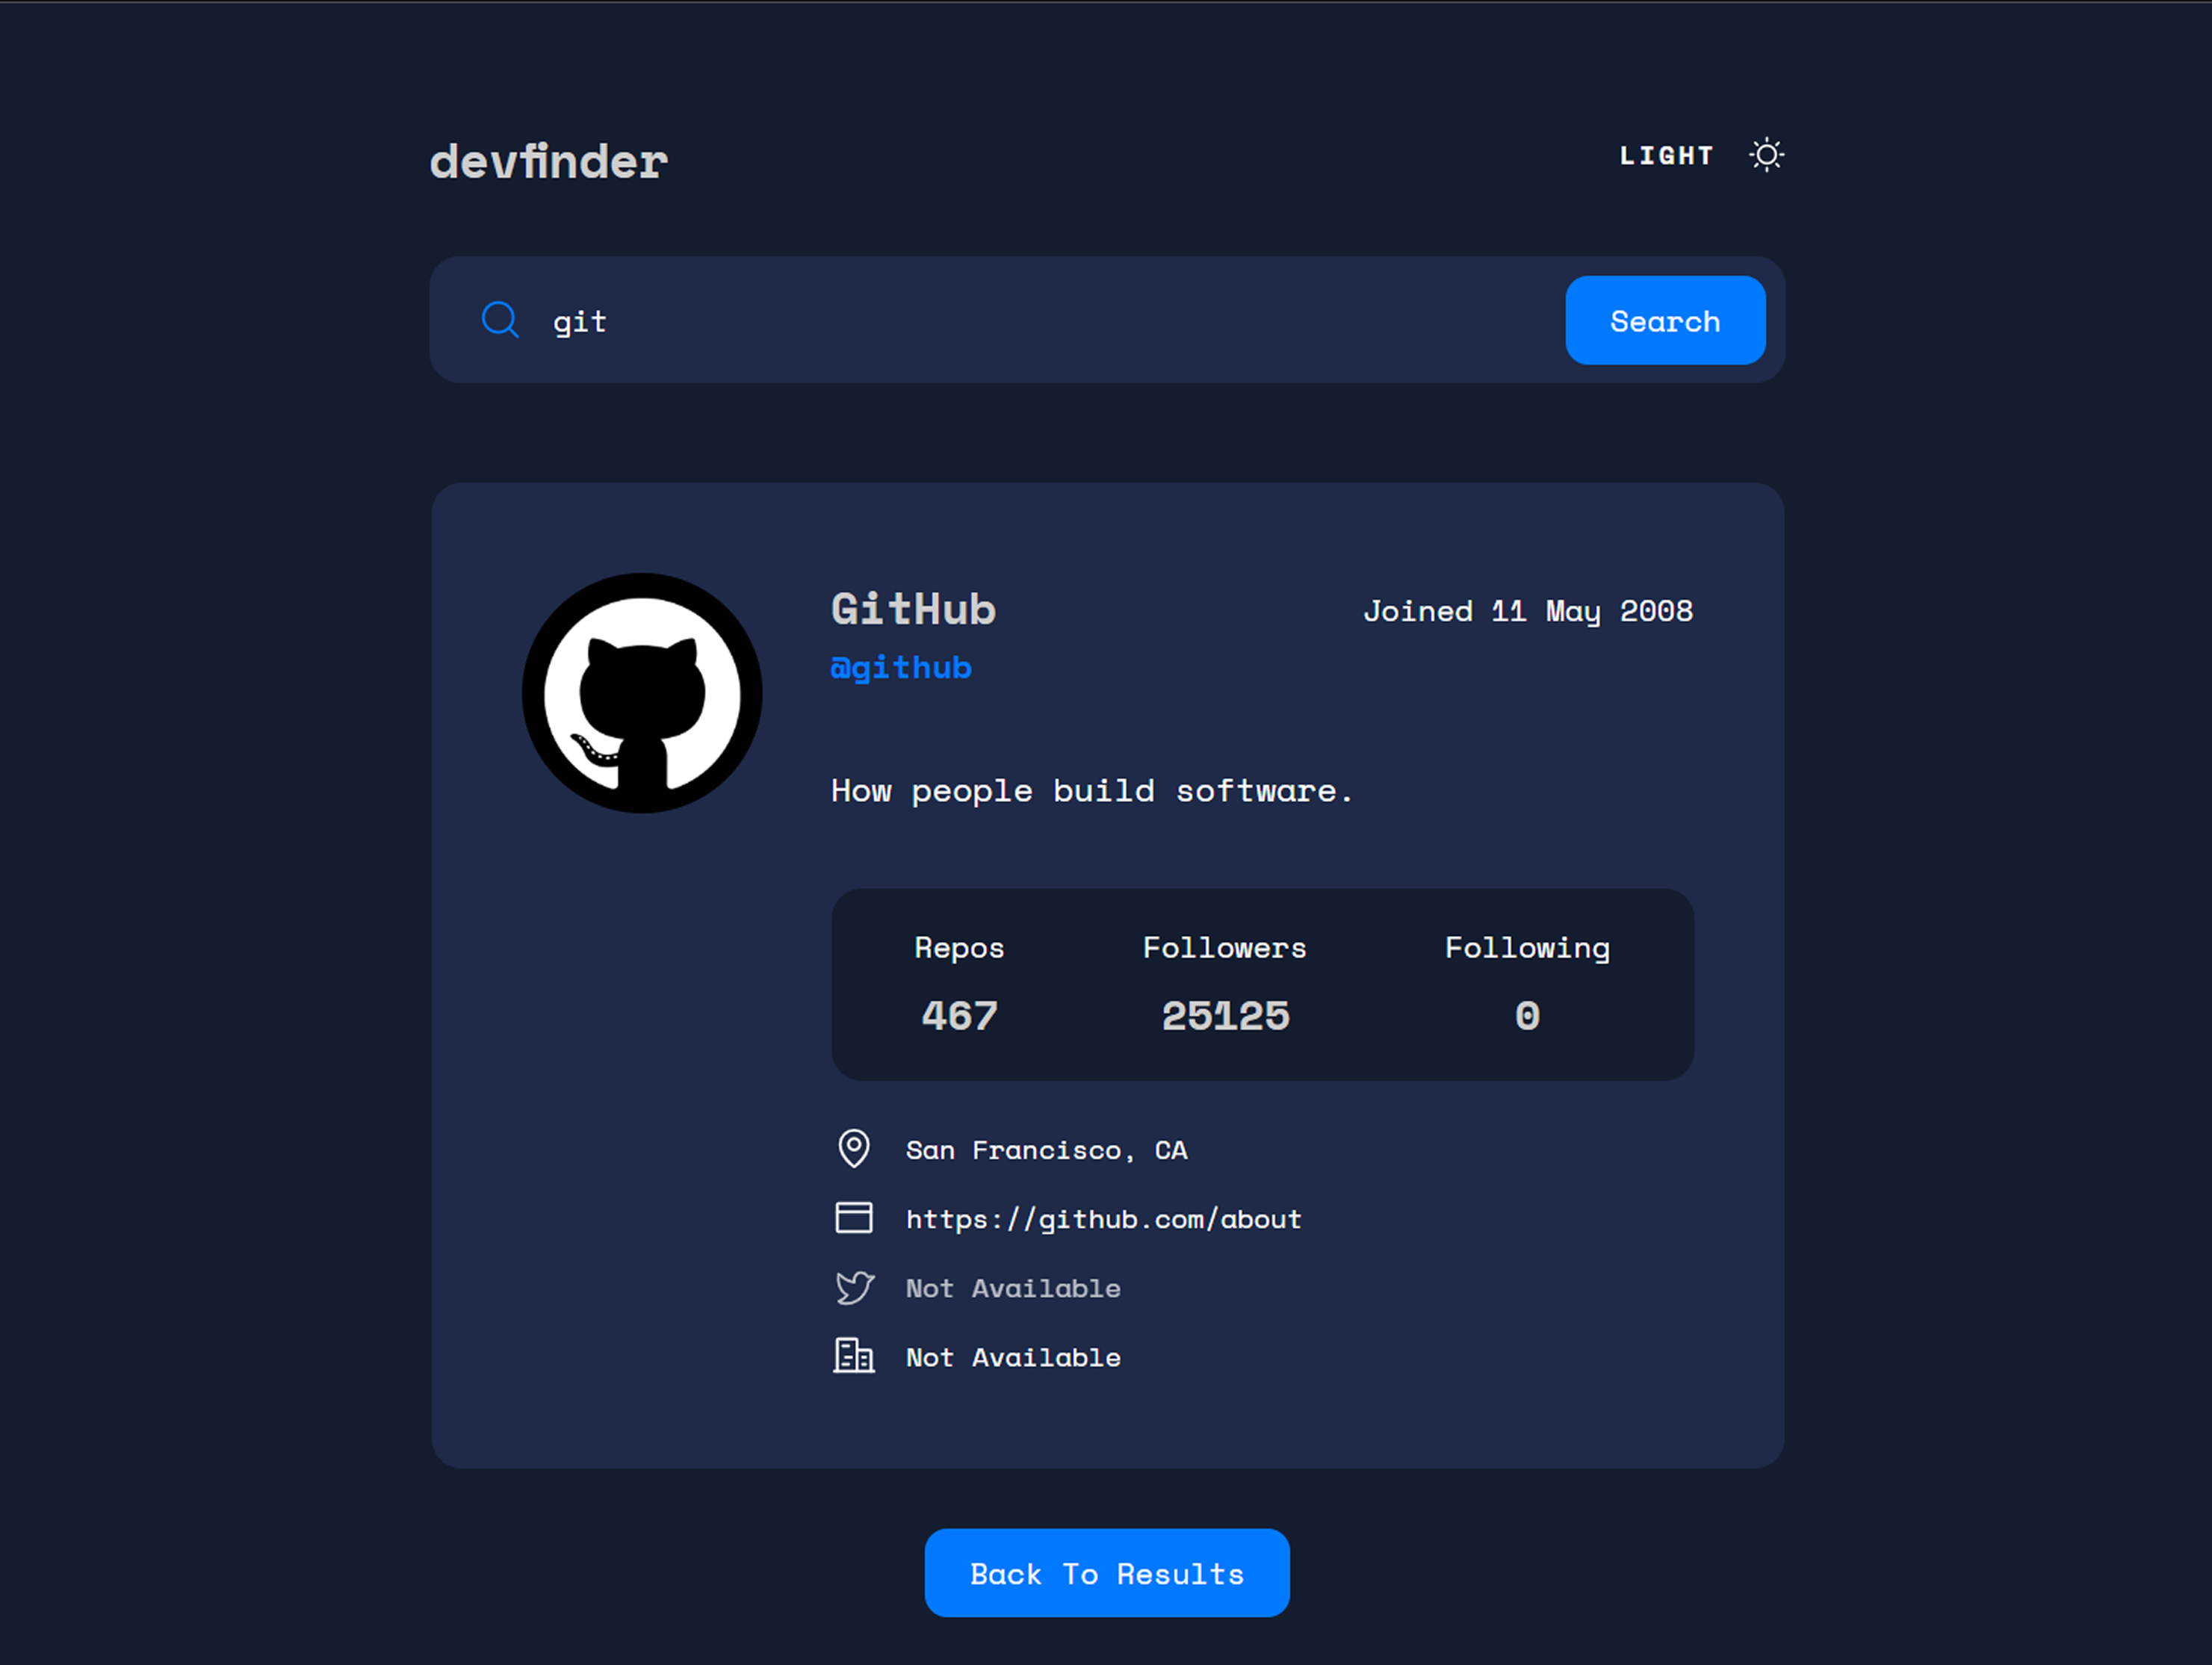 devfinder
LIGHT
git
Search
GitHub
Joined 11 May 2008
@github
How people build software.
Repos Followers Following
467 25125 0
San Francisco, CA
https://github.com/about
Not Available
Not Available
Back To Results